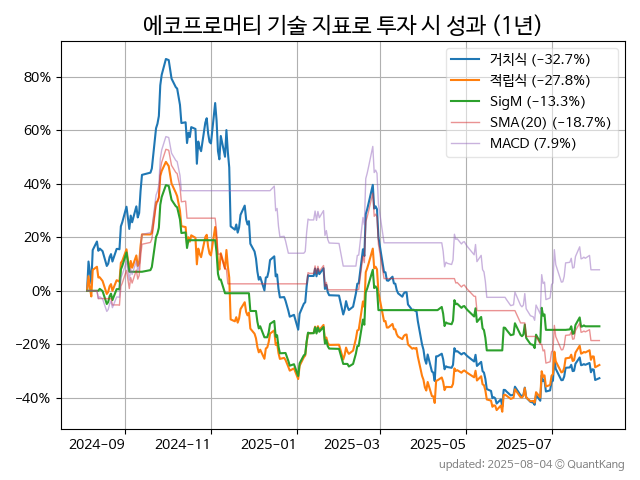 에코프로머티 기술 지표로 투자 시 성과 (1년)
거치식 (−32.7%)
적립식 (−27.8%)
SigM (−13.3%)
SMA(20) (−18.7%)
MACD (7.9%)
80%
60%
40%
20%
0%
−20%
−40%
2024−09 2024−11 2025−01 2025−03 2025−05 2025−07
updated: 2025−08−04 © QuantKang